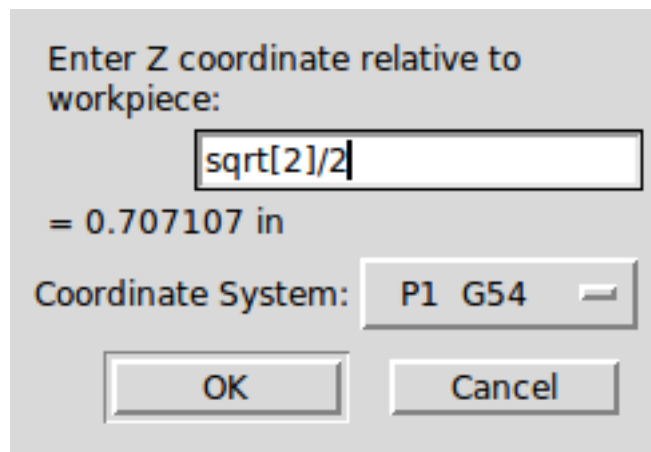 Enter Z coordinate relative to
workpiece:
sqrt[2]/2
= 0.707107 in
Coordinate System: P1 G54
OK Cancel